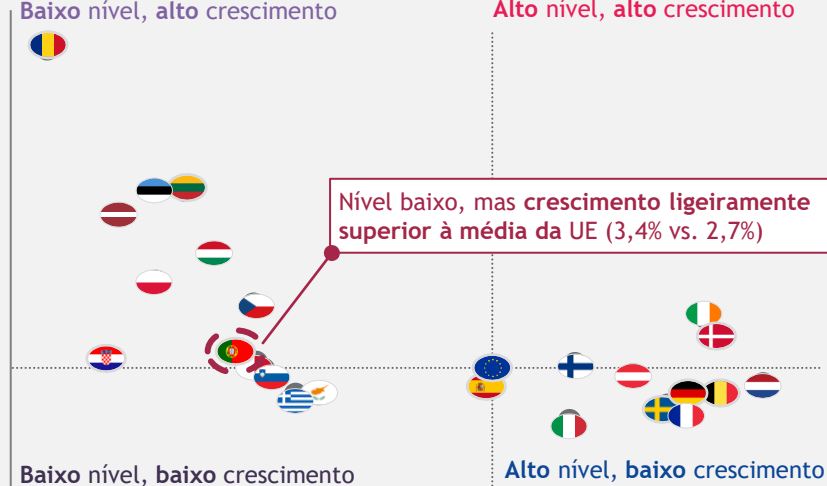 Baixo nível, alto crescimento
Alto nível, alto crescimento
Nível baixo, mas crescimento ligeiramente
superior à média da UE (3,4% vs. 2,7%)
Baixo nível, baixo crescimento
Alto nível, baixo crescimento